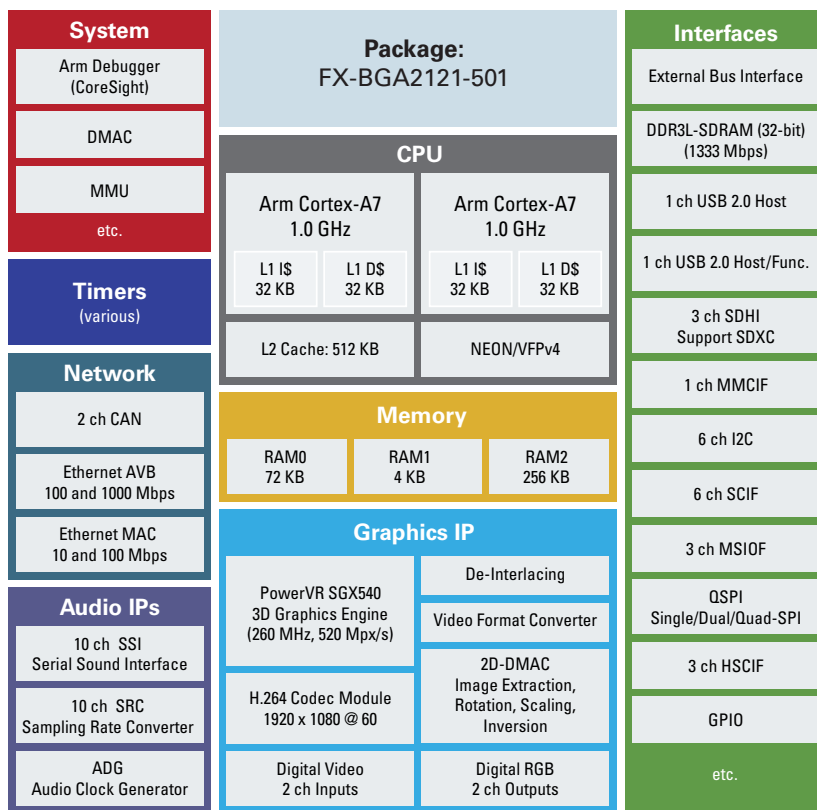 System
Arm Debugger
(CoreSight)
DMAC
MMU
etc.
Timers
(various)
Network
2 ch CAN
Ethernet AVB
100 and 1000 Mbps
Ethernet MAC
10 and 100 Mbps
Audio IPs
10 ch SSI
Serial Sound Interface
10 ch SRC
Sampling Rate Converter
ADG
Audio Clock Generator
Package:
FX-BGA2121-501
CPU
Arm Cortex-A7
1.0 GHz
L1 I$
32 KB
L1 D$
32 KB
Arm Cortex-A7
1.0 GHz
L1 I$
32 KB
L1 D$
32 KB
L2 Cache: 512 KB
NEON/VFPv4
Memory
RAM0
72 KB
RAM1
4 KB
RAM2
256 KB
Graphics IP
PowerVR SGX540
3D Graphics Engine
(260 MHz, 520 Mpx/s)
H.264 Codec Module
1920 x 1080 @ 60
Digital Video
2 ch Inputs
De-Interlacing
Video Format Converter
2D-DMAC
Image Extraction,
Rotation, Scaling,
Inversion
Digital RGB
2 ch Outputs
Interfaces
External Bus Interface
DDR3L-SDRAM (32-bit)
(1333 Mbps)
1 ch USB 2.0 Host
1 ch USB 2.0 Host/Func.
3 ch SDHI
Support SDXC
1 ch MMCIF
6 ch I2C
6 ch SCIF
3 ch MSIOF
QSPI
Single/Dual/Quad-SPI
3 ch HSCIF
GPIO
etc.